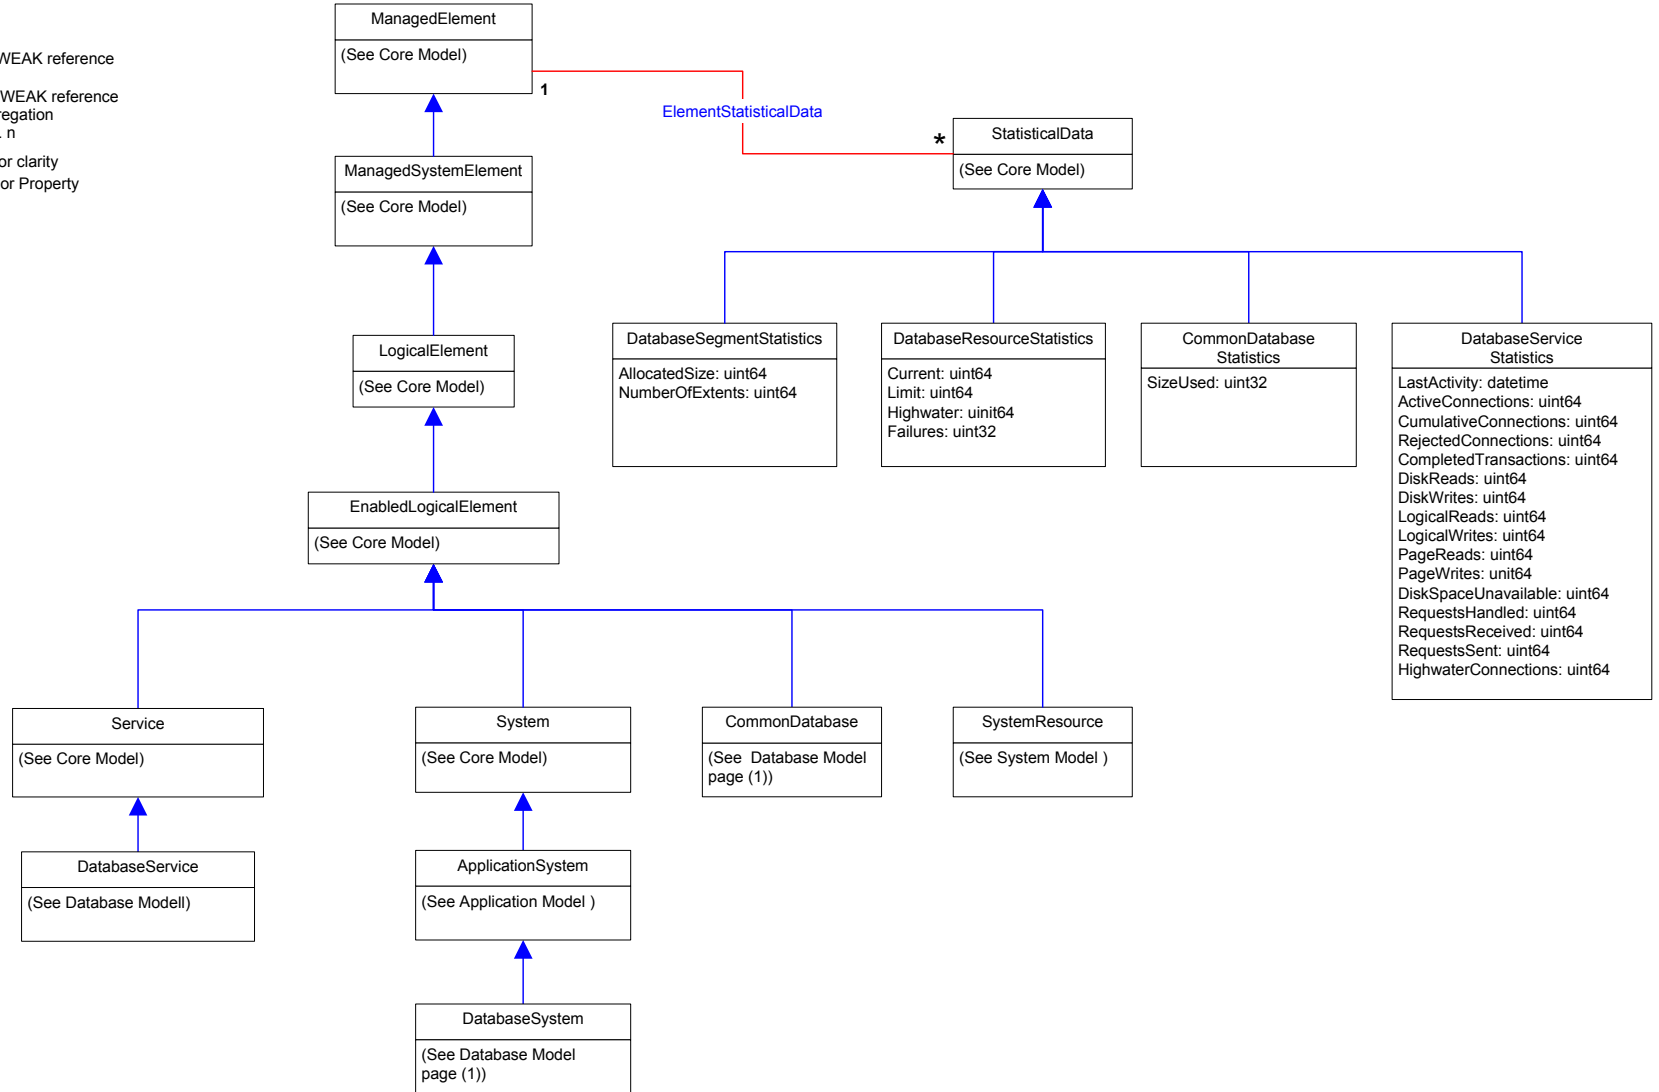 WEAK reference
WEAK reference
regation
. n
or clarity
or Property
ManagedElement
(See Core Model)
1
ElementStatisticalData
*
StatisticalData
(See Core Model)
ManagedSystemElement
(See Core Model)
LogicalElement
(See Core Model)
DatabaseSegmentStatistics
AllocatedSize: uint64
NumberOfExtents: uint64
DatabaseResourceStatistics
Current: uint64
Limit: uint64
Highwater: uinit64
Failures: uint32
CommonDatabase
Statistics
SizeUsed: uint32
DatabaseService
Statistics
LastActivity: datetime
ActiveConnections: uint64
CumulativeConnections: uint64
RejectedConnections: uint64
CompletedTransactions: uint64
DiskReads: uint64
DiskWrites: uint64
LogicalReads: uint64
LogicalWrites: uint64
PageReads: uint64
PageWrites: unit64
DiskSpaceUnavailable: uint64
RequestsHandled: uint64
RequestsReceived: uint64
RequestsSent: uint64
HighwaterConnections: uint64
EnabledLogicalElement
(See Core Model)
Service
(See Core Model)
System
(See Core Model)
CommonDatabase
(See  Database Model
page (1))
SystemResource
(See System Model )
DatabaseService
(See Database Modell)
ApplicationSystem
(See Application Model )
DatabaseSystem
(See Database Model
page (1))